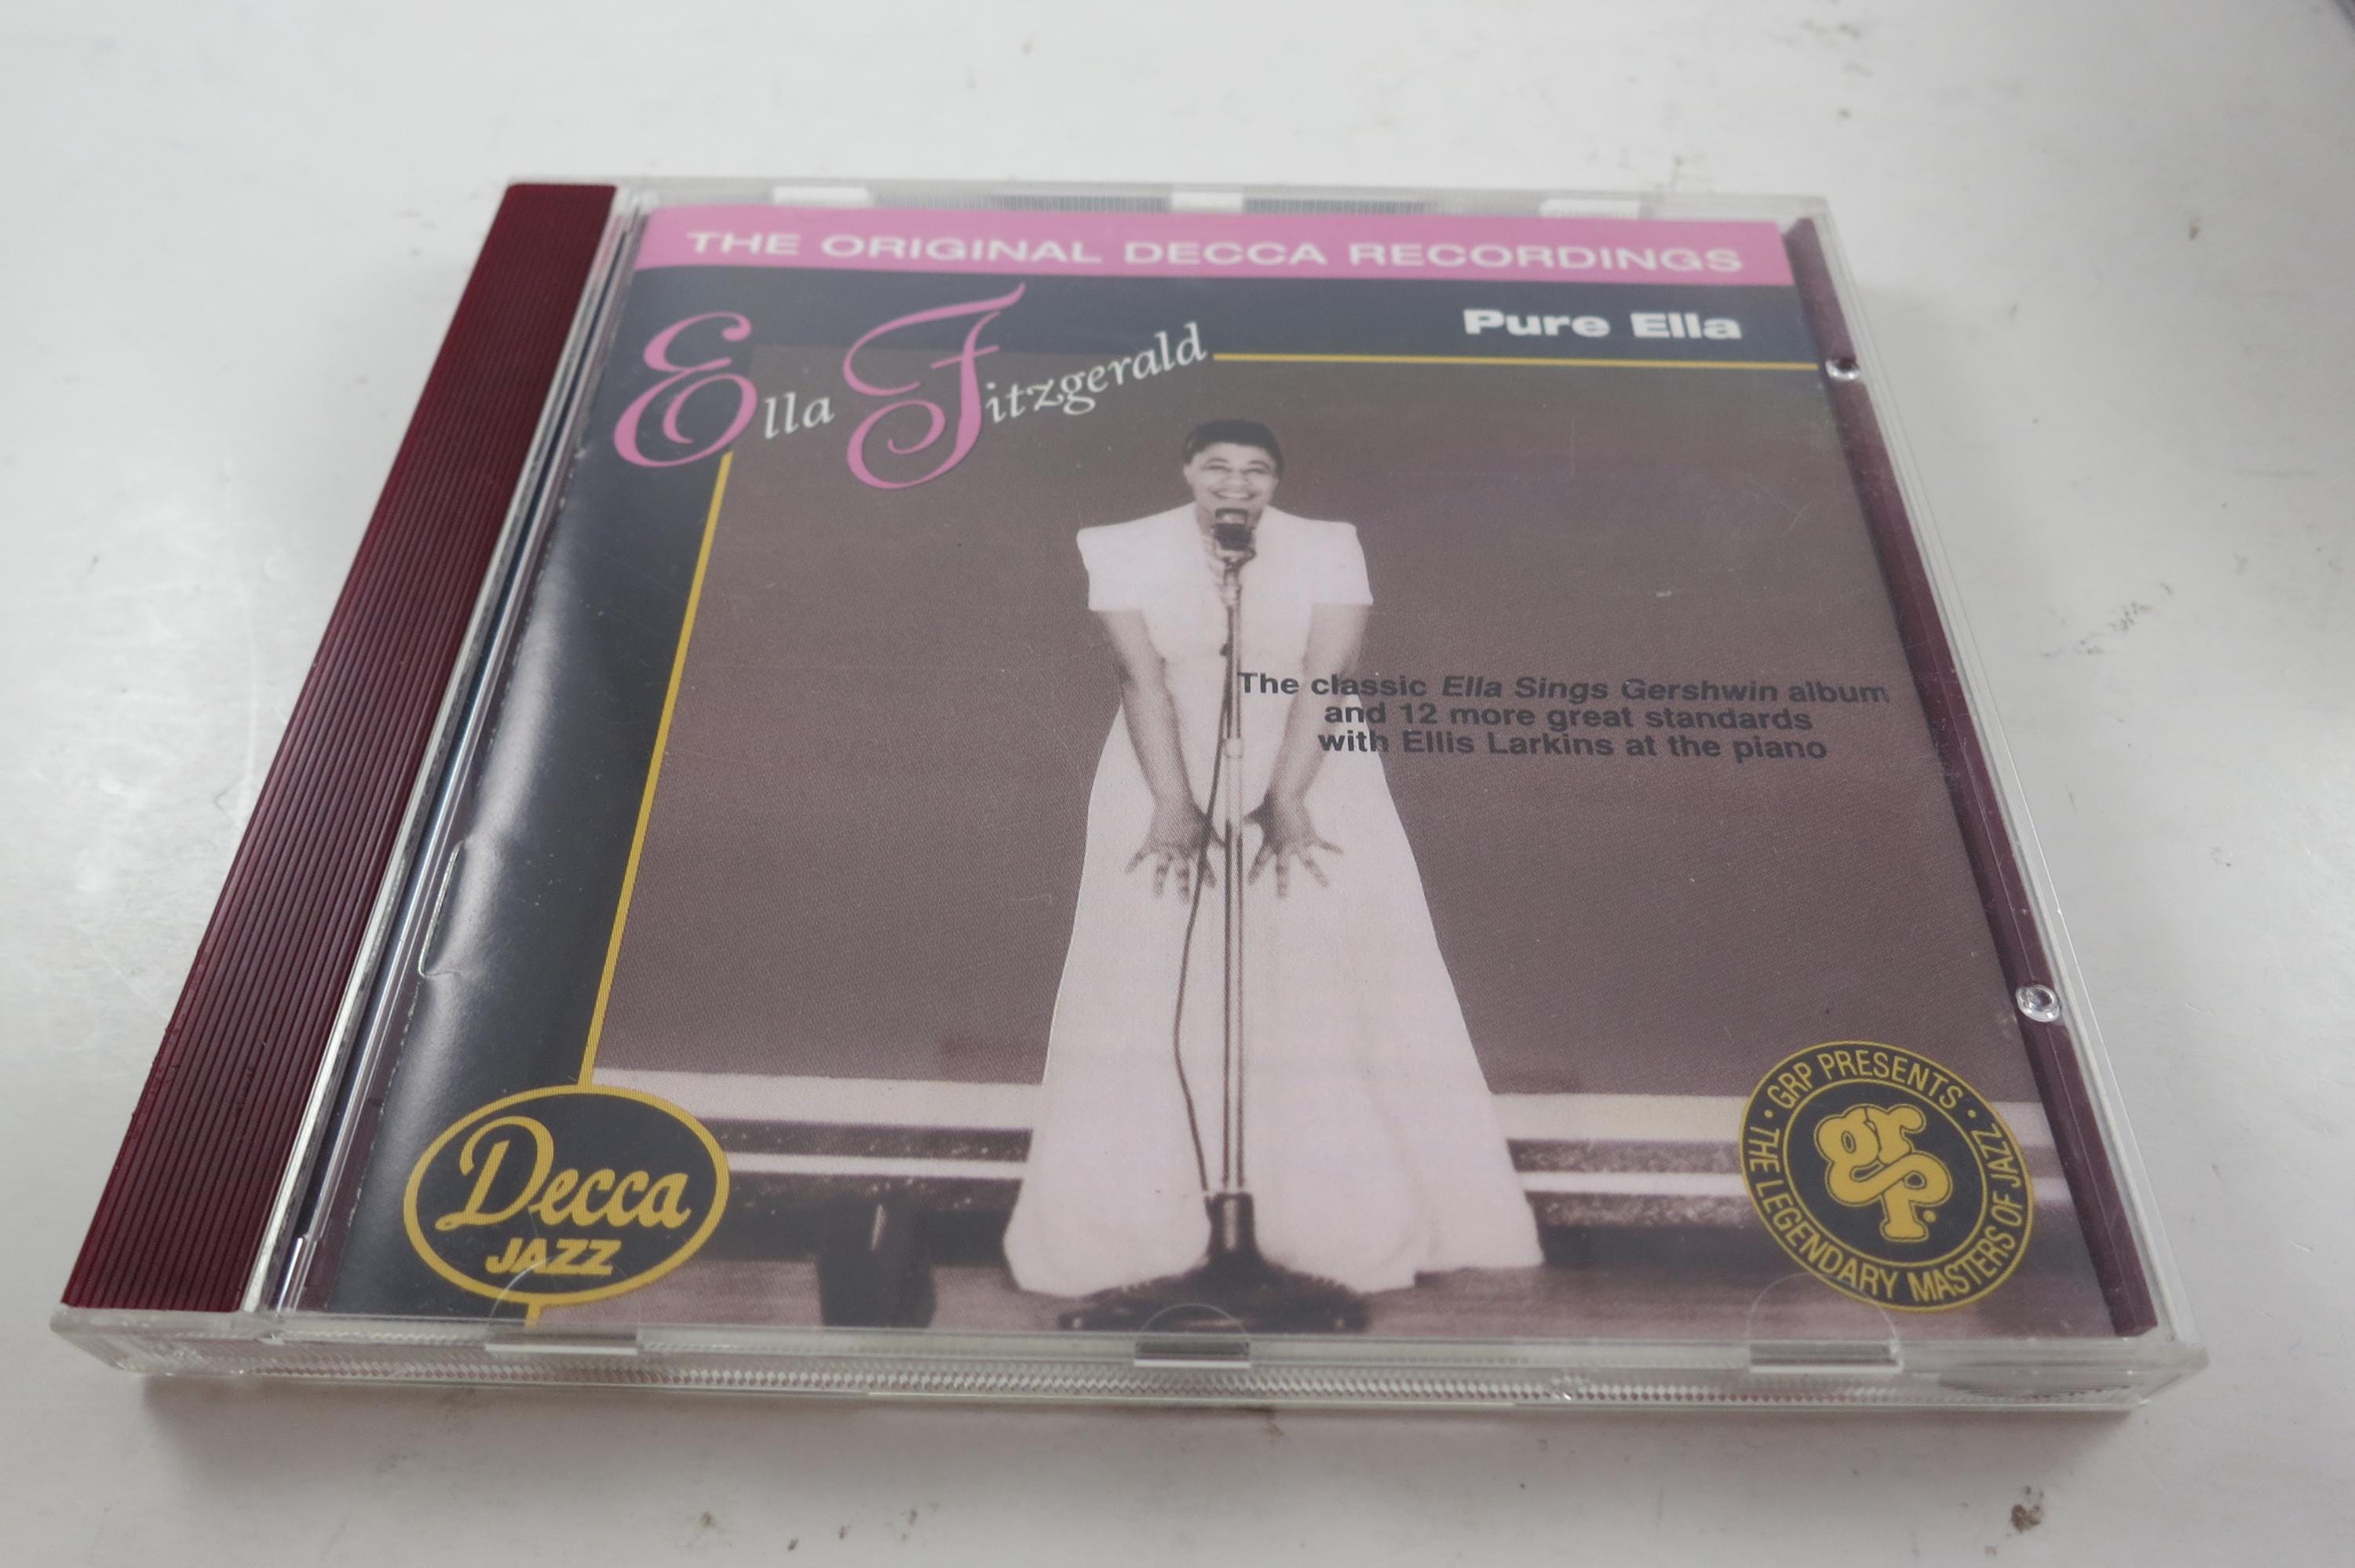 THE ORIGINAL DECCA RECORDINGS
Pure Ella
Ella Fitzgerald
The classic Ella Sings Gershwin album
and 12 more great standards
with Ellis Larkins at the piano
Decca
JAZZ
• GRP PRESENTS •
THE LEGENDARY MASTERS OF JAZZ
grp